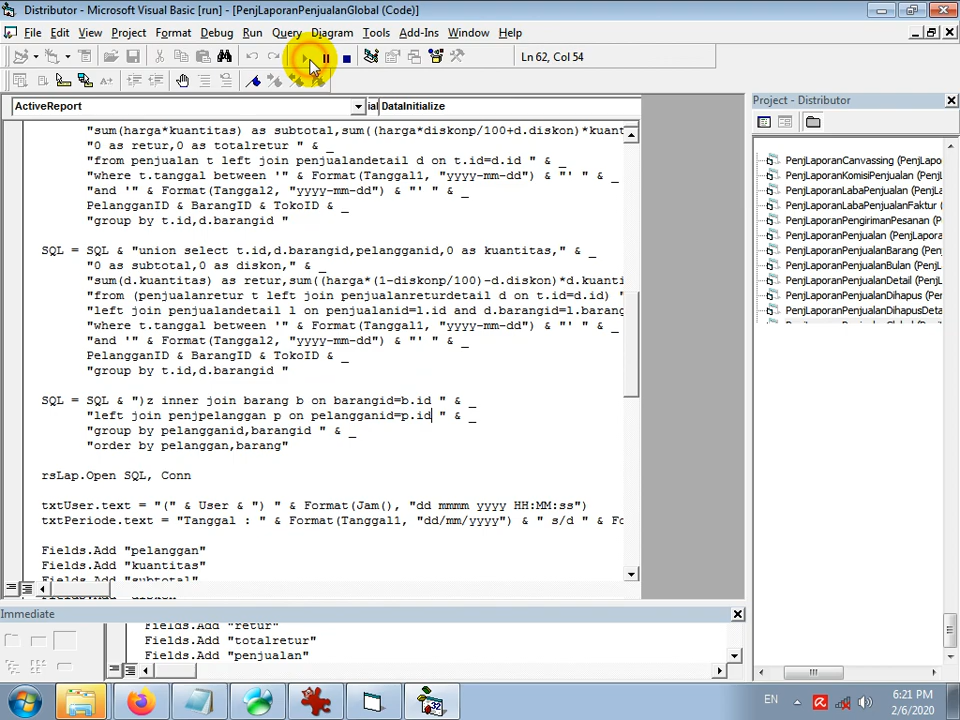 Distributor - Microsoft Visual Basic [run] - [PenjLaporanPenjualanGlobal (Code)]
File Edit View Project Format Debug Run Query Diagram Tools Add-Ins Window Help
Ln 62, Col 54
ActiveReport
DataInitialize
Project - Distributor
"sum(harga*kuantitas) as subtotal,sum((harga*diskonp/100+d.diskon)*kuant
"0 as retur,0 as totalretur " & _
"from penjualan t left join penjualandetail d on t.id=d.id " & _
"where t.tanggal between '" & Format(Tanggal1, "yyyy-mm-dd") & "' " & _
"and '" & Format(Tanggal2, "yyyy-mm-dd") & "' " & _
PelangganID & BarangID & TokoID & _
"group by t.id,d.barangid "
SQL = SQL & "union select t.id,d.barangid,pelangganid,0 as kuantitas," & _
"0 as subtotal,0 as diskon," & _
"sum(d.kuantitas) as retur,sum((harga*(1-diskonp/100)-d.diskon)*d.kuanti
"from (penjualanretur t left join penjualanreturdetail d on t.id=d.id) "
"left join penjualandetail l on penjualanid=l.id and d.barangid=l.barang
"where t.tanggal between '" & Format(Tanggal1, "yyyy-mm-dd") & "' " & _
"and '" & Format(Tanggal2, "yyyy-mm-dd") & "' " & _
PelangganID & BarangID & TokoID & _
"group by t.id,d.barangid "
SQL = SQL & ")z inner join barang b on barangid=b.id " & _
"left join penjpelanggan p on pelangganid=p.id " & _
"group by pelangganid,barangid " & _
"order by pelanggan,barang"
rsLap.Open SQL, Conn
txtUser.text = "(" & User & ") " & Format(Jam(), "dd mmmm yyyy HH:MM:ss")
txtPeriode.text = "Tanggal : " & Format(Tanggal1, "dd/mm/yyyy") & " s/d " & Fo
Fields.Add "pelanggan"
Fields.Add "kuantitas"
Fields.Add "subtotal"
PenjLaporanCanvassing (PenjLapo
PenjLaporanKomisiPenjualan (Penj
PenjLaporanLabaPenjualan (PenjLa
PenjLaporanLabaPenjualanFaktur (
PenjLaporanPengirimanPesanan (P
PenjLaporanPenjualan (PenjLapora
PenjLaporanPenjualanBarang (Penj
PenjLaporanPenjualanBulan (PenjL
PenjLaporanPenjualanDetail (PenjL
PenjLaporanPenjualanDihapus (Pen
PenjLaporanPenjualanDihapusDeta
Immediate
Fields.Add "retur"
Fields.Add "totalretur"
Fields.Add "penjualan"
EN
6:21 PM
2/6/2020